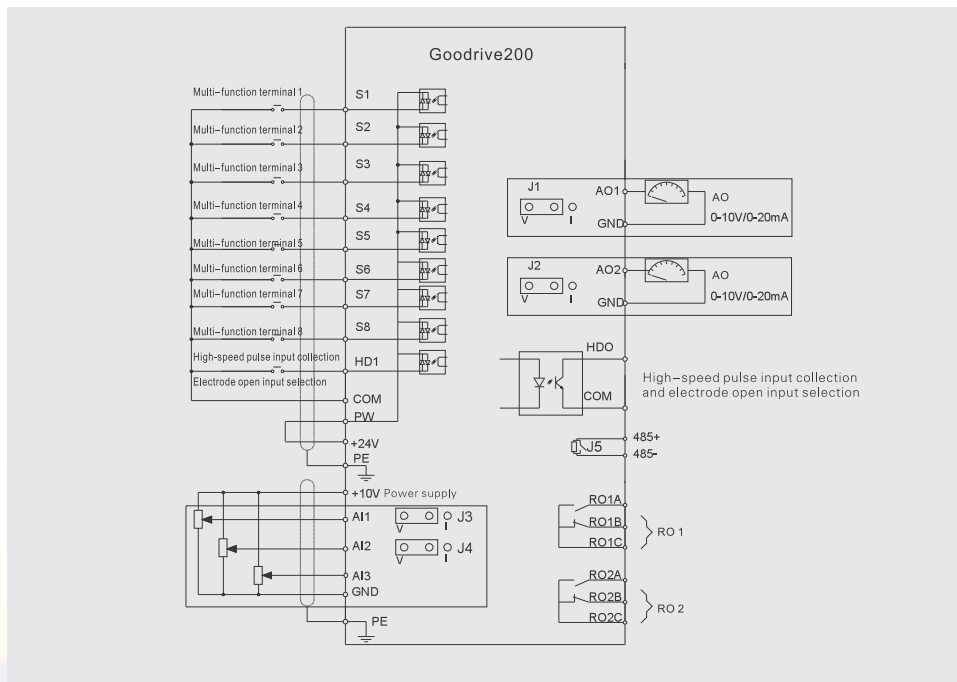 Goodrive200
Multi-function terminal 1
S1
Multi-function terminal 2
S2
Multi-function terminal 3
S3
Multi-function terminal 4
S4
Multi-function terminal 5
S5
Multi-function terminal 6
S6
Multi-function terminal 7
S7
Multi-function terminal 8
S8
High-speed pulse input collection
HD1
Electrode open input selection
COM
PW
+24V
PE
+10V Power supply
AI1
J3
V
I
AI2
J4
V
I
AI3
GND
PE
J1
V
I
AO1
GND
AO
0-10V/0-20mA
J2
V
I
AO2
GND
AO
0-10V/0-20mA
HDO
COM
High-speed pulse input collection
and electrode open input selection
J5
485+
485-
RO1A
RO1B
RO1C
RO 1
RO2A
RO2B
RO2C
RO 2